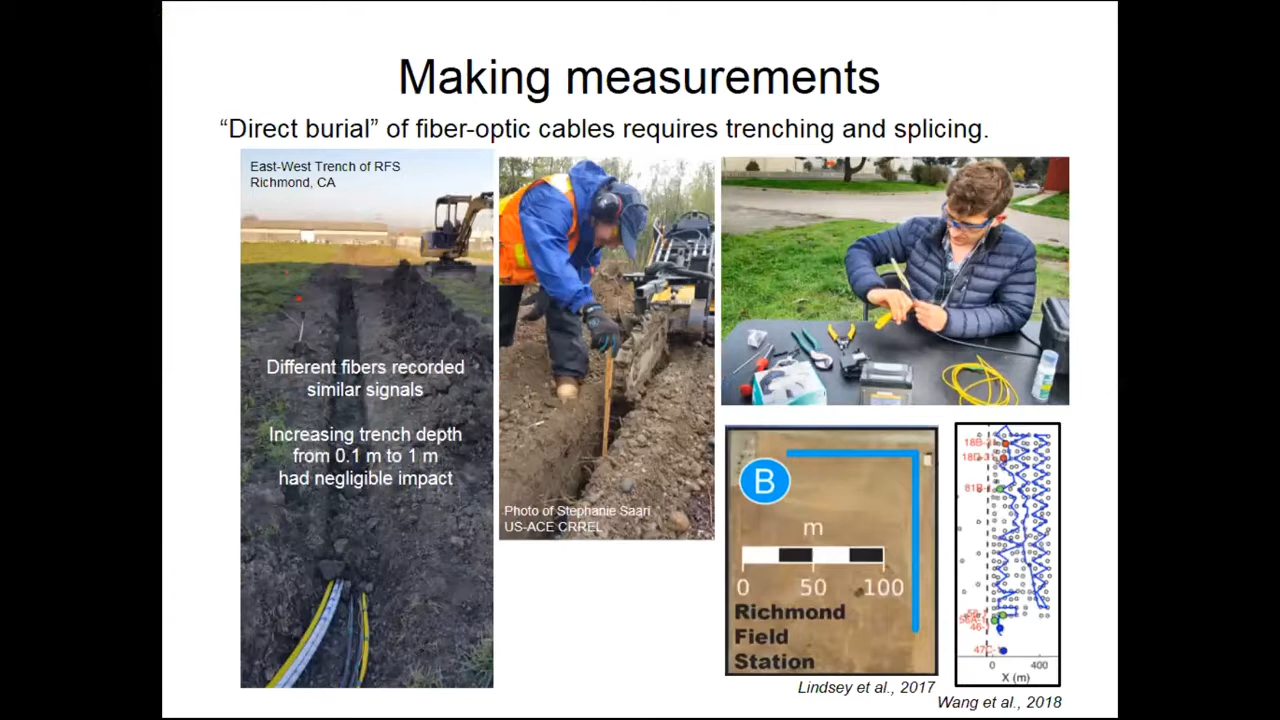 Making measurements
“Direct burial” of fiber-optic cables requires trenching and splicing.
East-West Trench of RFS
Richmond, CA
Different fibers recorded
similar signals
Increasing trench depth
from 0.1 m to 1 m
had negligible impact
Photo of Stephanie Saari
US-ACE CRREL
B
m
0 50 100
Richmond
Field
Station
Lindsey et al., 2017
0 400
X (m)
Wang et al., 2018